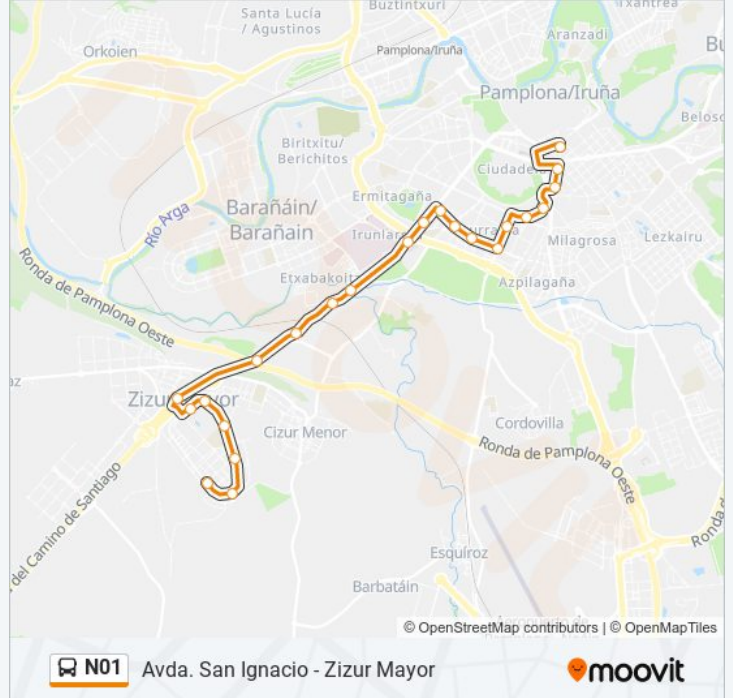 Santa Lucía
/ Agustinos
Buztintxuri
Txantrea
Orkoien
Pamplona/Iruña
Aranzadi
Pamplona/Iruña
Biritxitu/
Berichitos
Ciudadela
Ermitagaña
Barañáin/
Barañain
Río Arga
Irunlarrea
Milagrosa
Lezkairu
Etxabakoitz
Azpilagaña
Ronda de Pamplona Oeste
Zizur Mayor
Cizur Menor
Cordovilla
Ronda de Pamplona Oeste
del Camino de Santiago
Ronda d
Esquíroz
Barbatáin
© OpenStreetMap contributors | © OpenMapTiles
N01 Avda. San Ignacio - Zizur Mayor
moovit